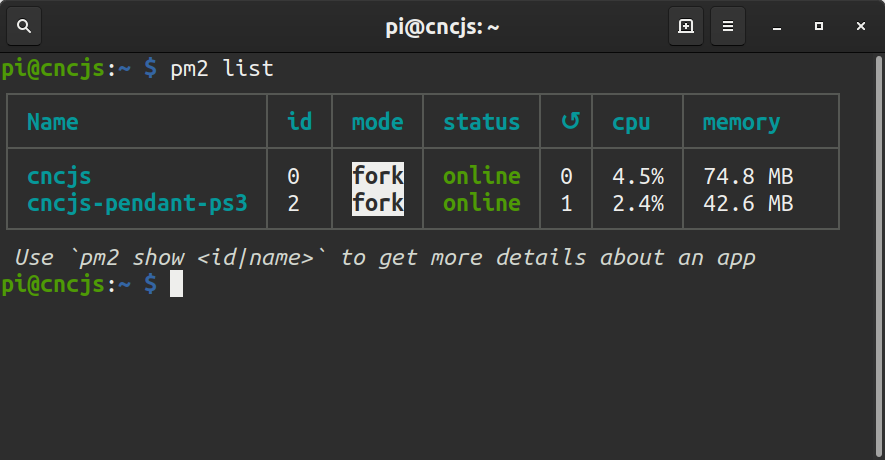 pi@cncjs: ~
pi@cncjs:~ $ pm2 list
Name id mode status ↺ cpu memory
cncjs 0 fork online 0 4.5% 74.8 MB
cncjs-pendant-ps3 2 fork online 1 2.4% 42.6 MB
Use `pm2 show <id|name>` to get more details about an app
pi@cncjs:~ $